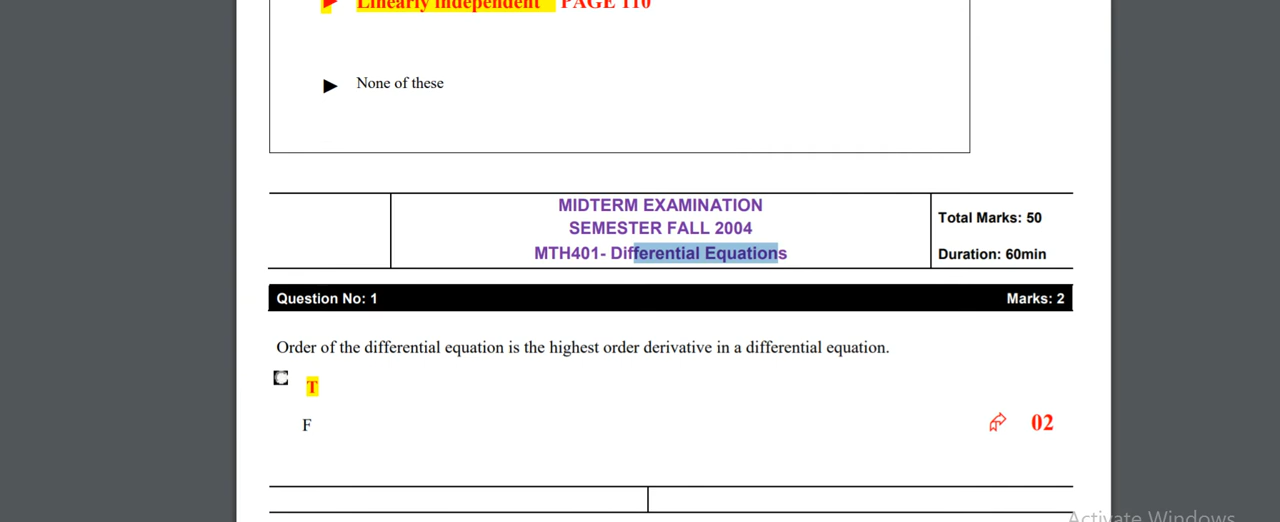 Linearly independent PAGE 110
None of these
MIDTERM EXAMINATION
SEMESTER FALL 2004
MTH401- Differential Equations
Total Marks: 50
Duration: 60min
Question No: 1 Marks: 2
Order of the differential equation is the highest order derivative in a differential equation.
T
F
02
Activate Windows